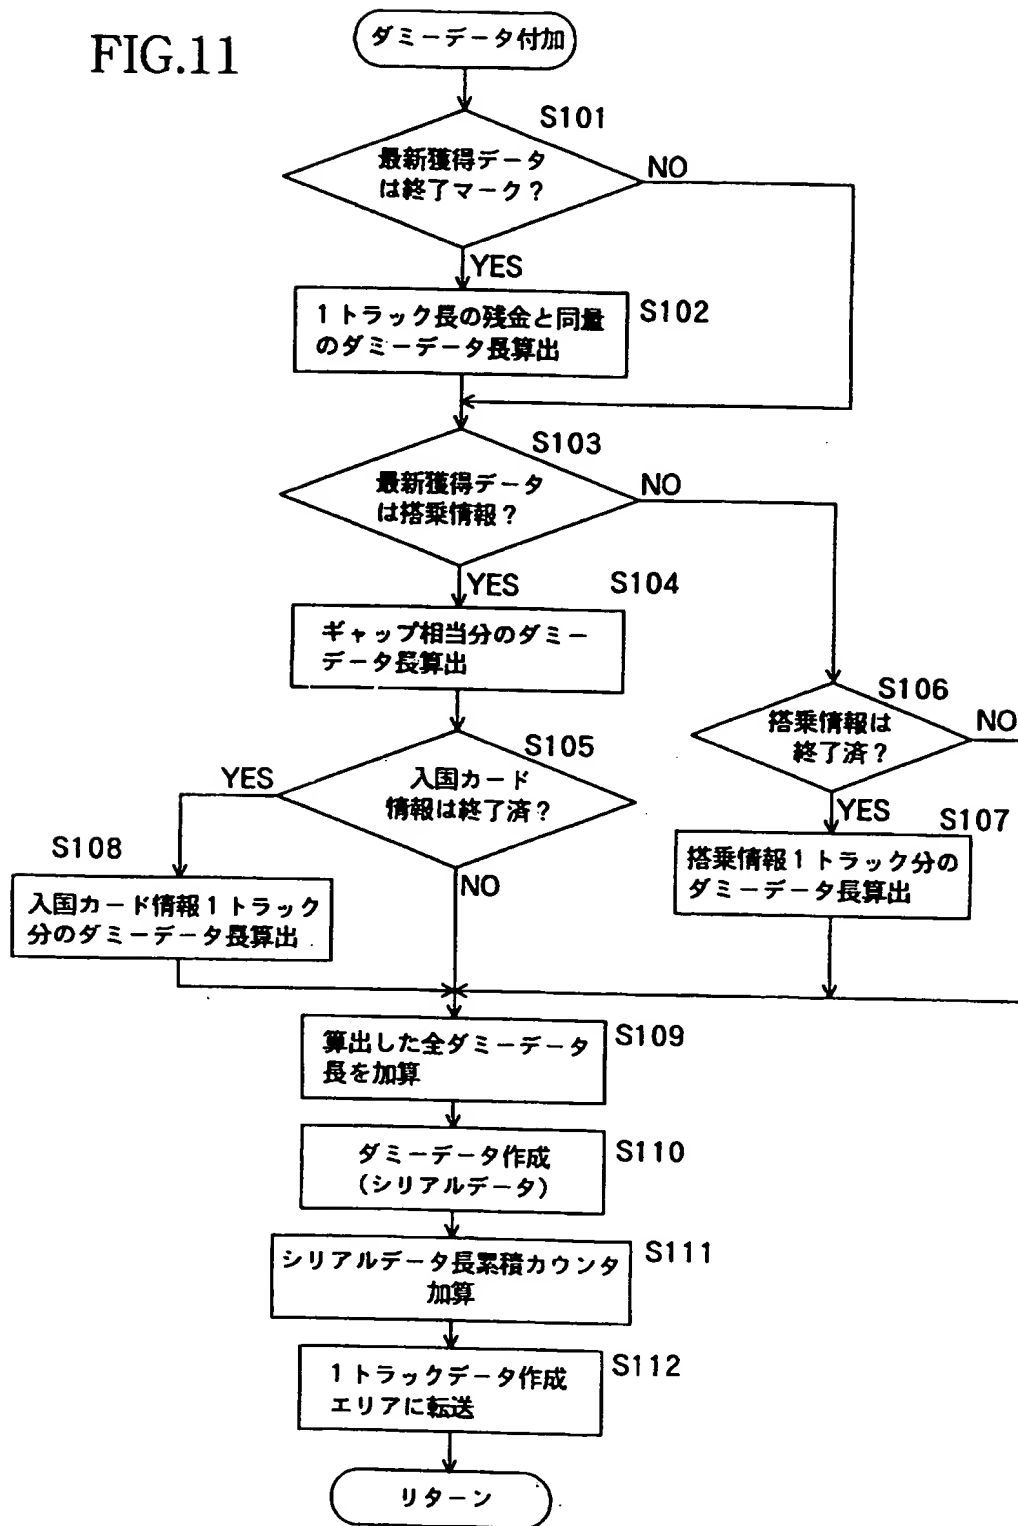 FIG.11
ダミーデータ付加
S101
最新獲得データ
は終了マーク？
NO
YES
S102
1トラック長の残金と同量
のダミーデータ長算出
S103
最新獲得データ
は搭乗情報？
NO
YES
S104
ギャップ相当分のダミー
データ長算出
S106
搭乗情報は
終了済？
NO
S105
入国カード
情報は終了済？
YES
YES
S107
搭乗情報1トラック分の
ダミーデータ長算出
S108
NO
入国カード情報1トラック
分のダミーデータ長算出
S109
算出した全ダミーデータ
長を加算
S110
ダミーデータ作成
（シリアルデータ）
S111
シリアルデータ長累積カウンタ
加算
S112
1トラックデータ作成
エリアに転送
リターン